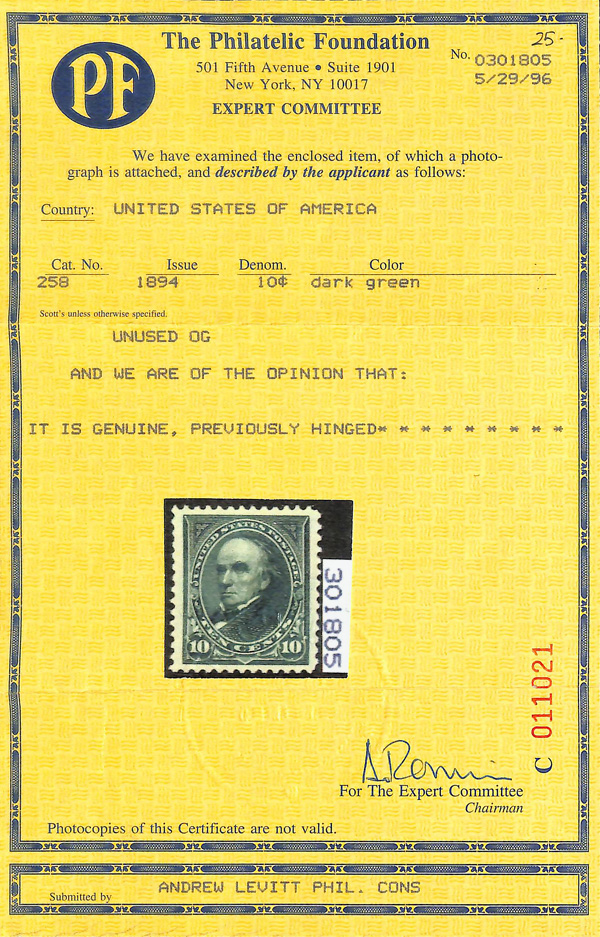 PF
The Philatelic Foundation
501 Fifth Avenue • Suite 1901
New York, NY 10017
EXPERT COMMITTEE
25-
No. 0301805
5/29/96
We have examined the enclosed item, of which a photo-
graph is attached, and described by the applicant as follows:
Country: UNITED STATES OF AMERICA
Cat. No. Issue Denom. Color
258 1894 10¢ dark green
Scott's unless otherwise specified.
UNUSED OG
AND WE ARE OF THE OPINION THAT:
IT IS GENUINE, PREVIOUSLY HINGED* * * * * * * * * *
UNITED STATES POSTAGE
TEN CENTS
10 10
301805
C 011021
For The Expert Committee
Chairman
Photocopies of this Certificate are not valid.
Submitted by ANDREW LEVITT PHIL. CONS